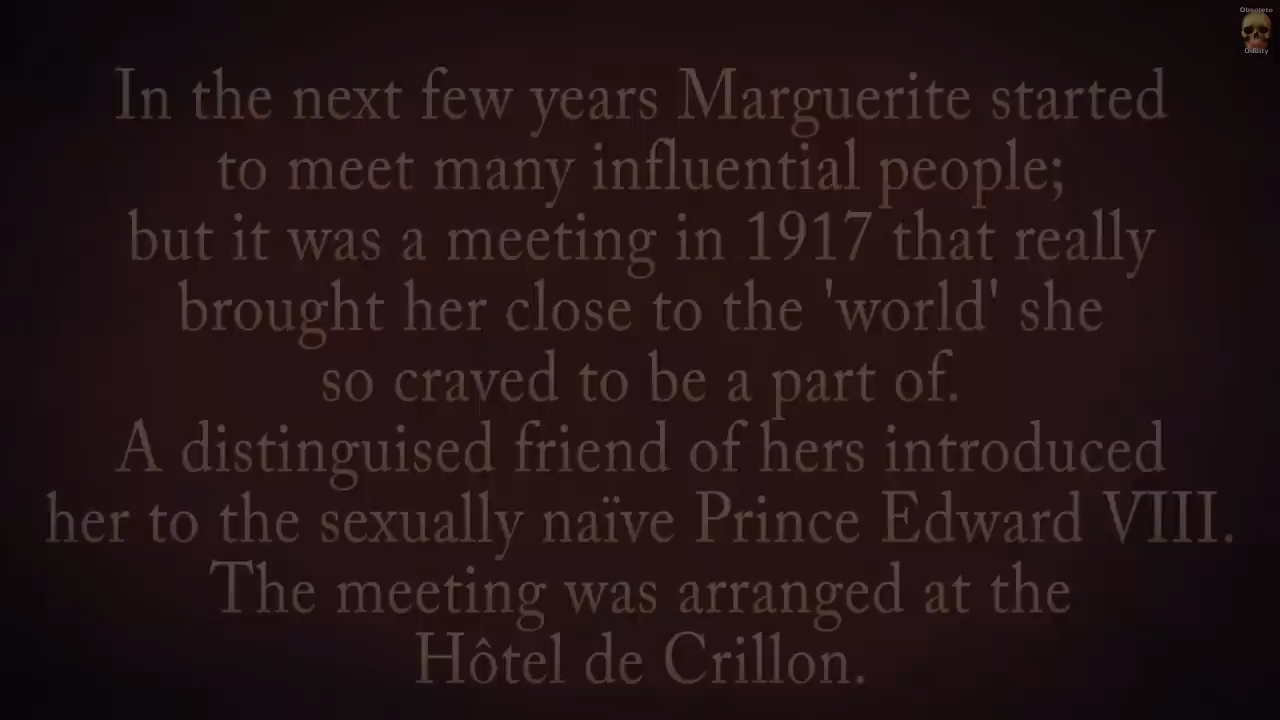 Obsolete
Oddity
In the next few years Marguerite started
to meet many influential people;
but it was a meeting in 1917 that really
brought her close to the 'world' she
so craved to be a part of.
A distinguised friend of hers introduced
her to the sexually naïve Prince Edward VIII.
The meeting was arranged at the
Hôtel de Crillon.